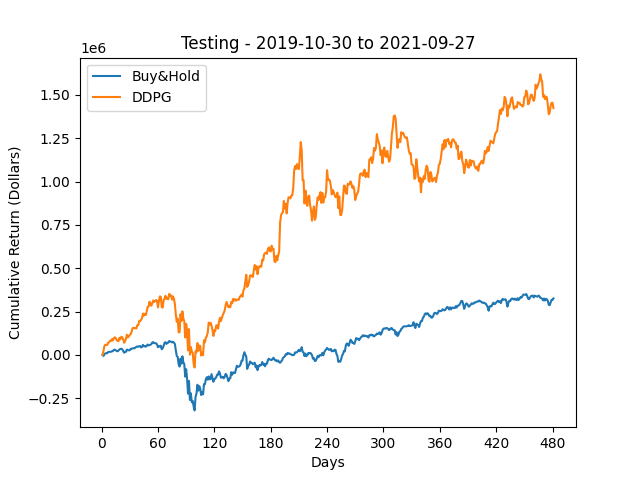 Testing - 2019-10-30 to 2021-09-27
1e6
Buy&Hold
DDPG
1.50
1.25
1.00
0.75
0.50
0.25
0.00
−0.25
Cumulative Return (Dollars)
0 60 120 180 240 300 360 420 480
Days